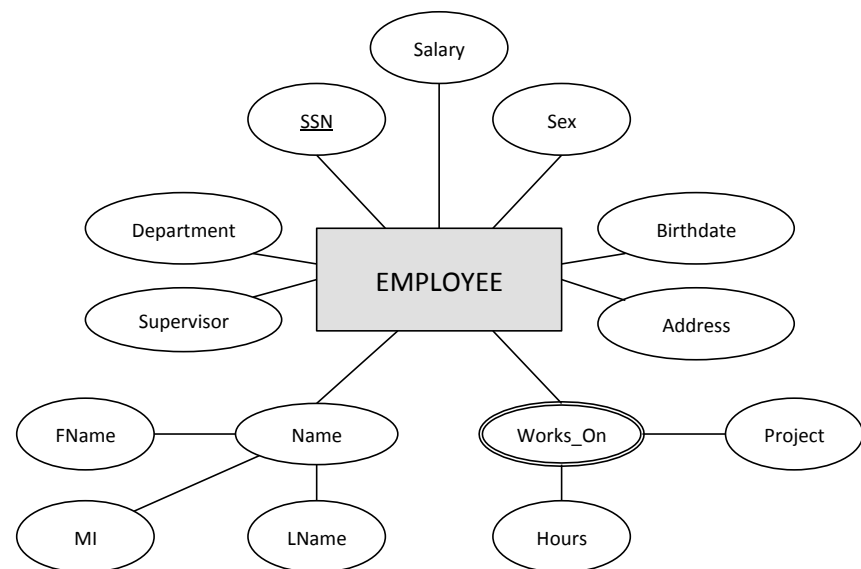 Salary
SSN
Sex
Department
Birthdate
EMPLOYEE
Supervisor
Address
FName
Name
Works_On
Project
MI
LName
Hours